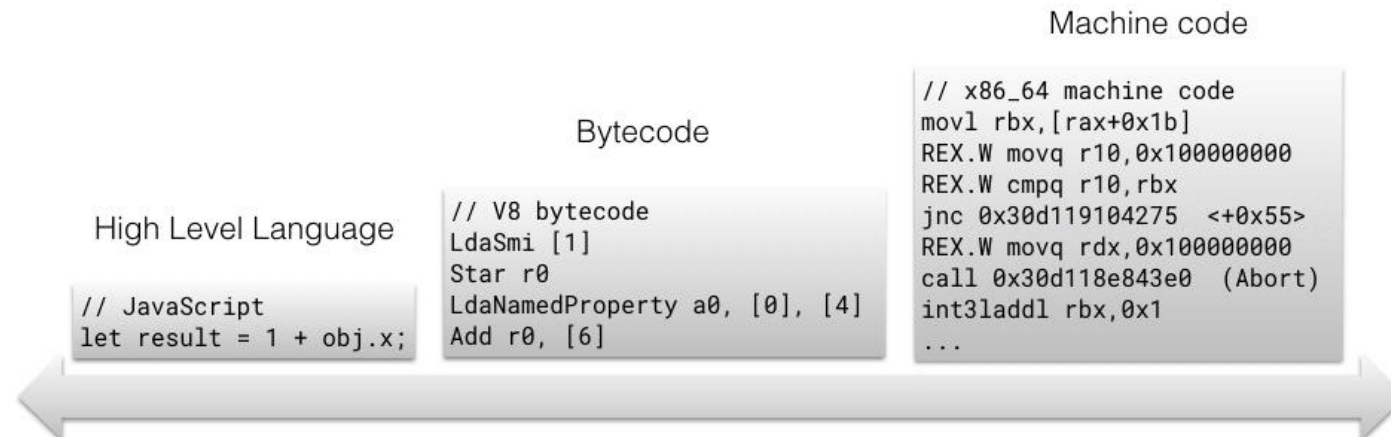 High Level Language
// JavaScript
let result = 1 + obj.x;
Bytecode
// V8 bytecode
LdaSmi [1]
Star r0
LdaNamedProperty a0, [0], [4]
Add r0, [6]
Machine code
// x86_64 machine code
movl rbx,[rax+0x1b]
REX.W movq r10,0x100000000
REX.W cmpq r10,rbx
jnc 0x30d119104275  <+0x55>
REX.W movq rdx,0x100000000
call 0x30d118e843e0  (Abort)
int3laddl rbx,0x1
...